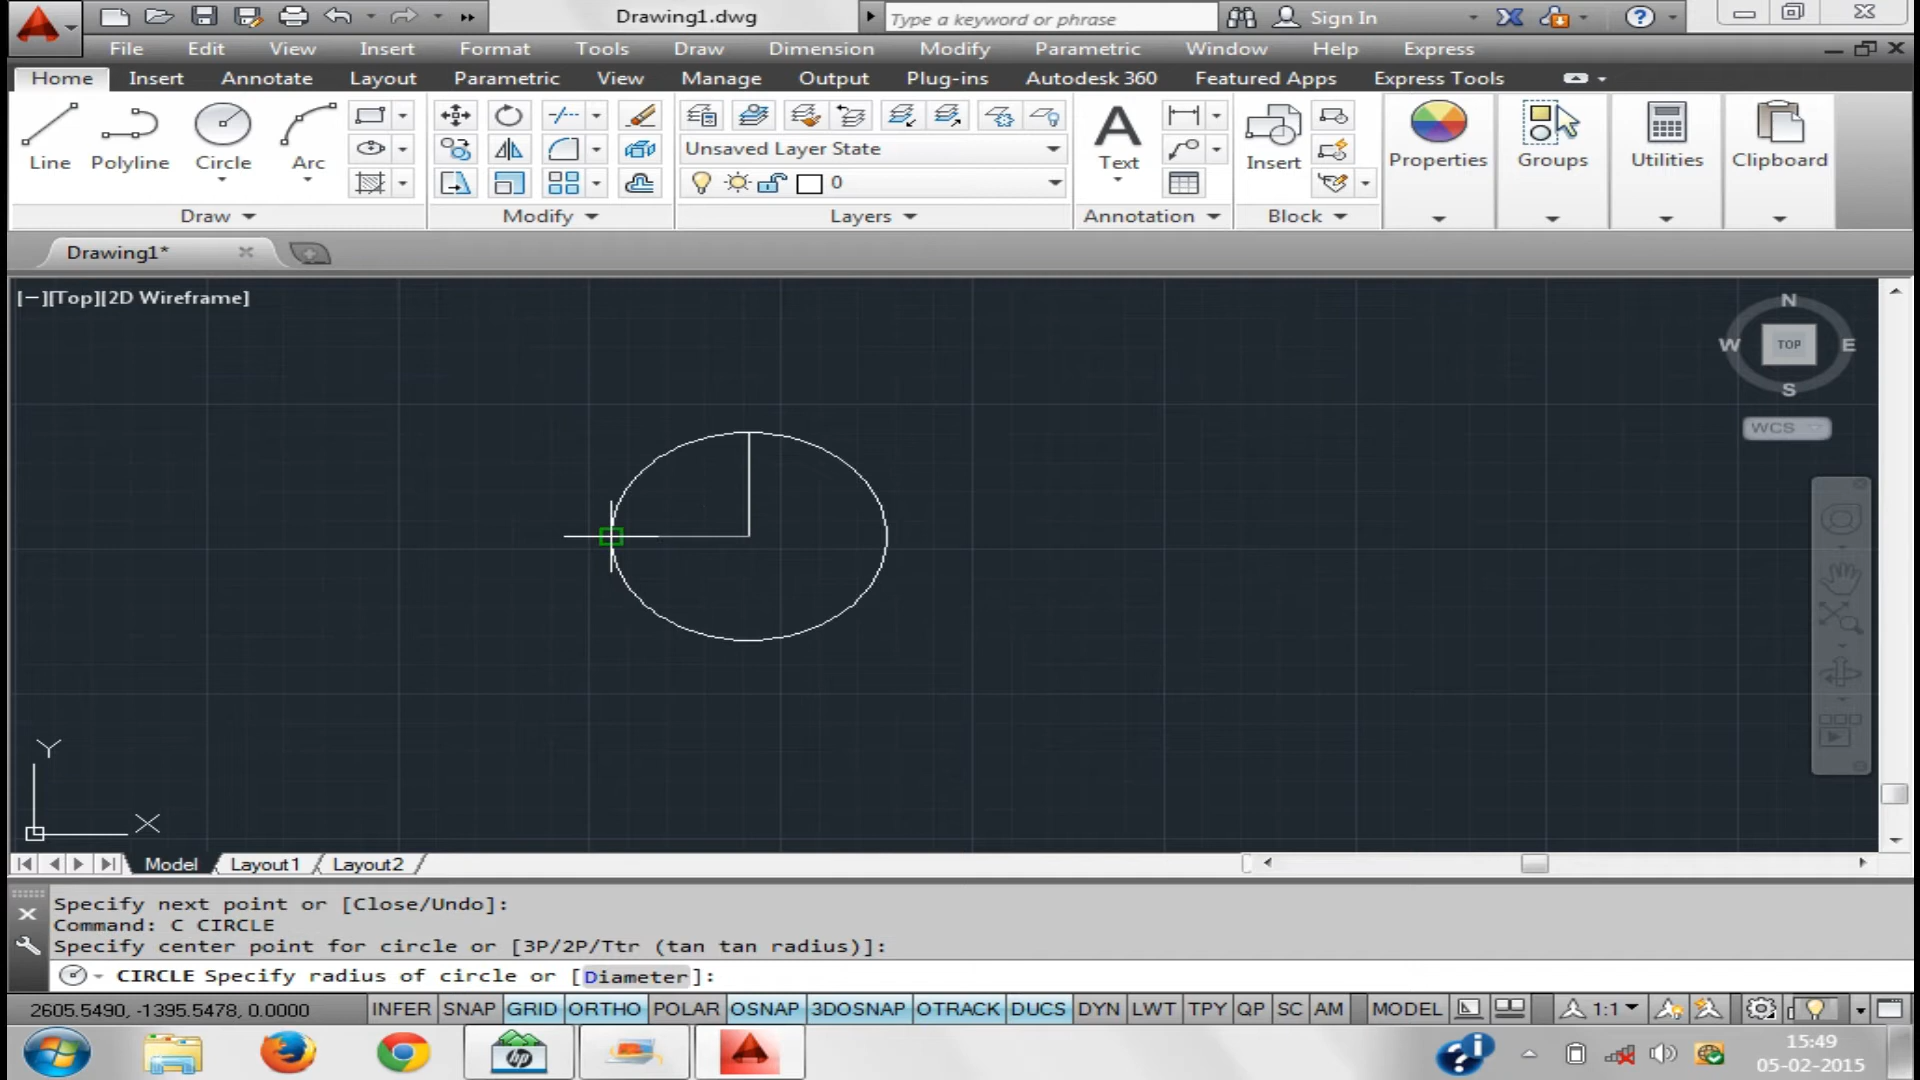 Drawing1.dwg
Type a keyword or phrase
Sign In
File Edit View Insert Format Tools Draw Dimension Modify Parametric Window Help Express
Home Insert Annotate Layout Parametric View Manage Output Plug-ins Autodesk 360 Featured Apps Express Tools
Line Polyline Circle Arc
Unsaved Layer State
0
Text
Insert
Properties
Groups
Utilities
Clipboard
Draw Modify Layers Annotation Block
Drawing1*
[−][Top][2D Wireframe]
N
W TOP E
S
WCS
Y
X
Model Layout1 Layout2
Specify next point or [Close/Undo]:
Command: C CIRCLE
Specify center point for circle or [3P/2P/Ttr (tan tan radius)]:
CIRCLE Specify radius of circle or [Diameter]:
2605.5490, -1395.5478, 0.0000 INFER SNAP GRID ORTHO POLAR OSNAP 3DOSNAP OTRACK DUCS DYN LWT TPY QP SC AM MODEL 1:1
hp
15:49
05-02-2015